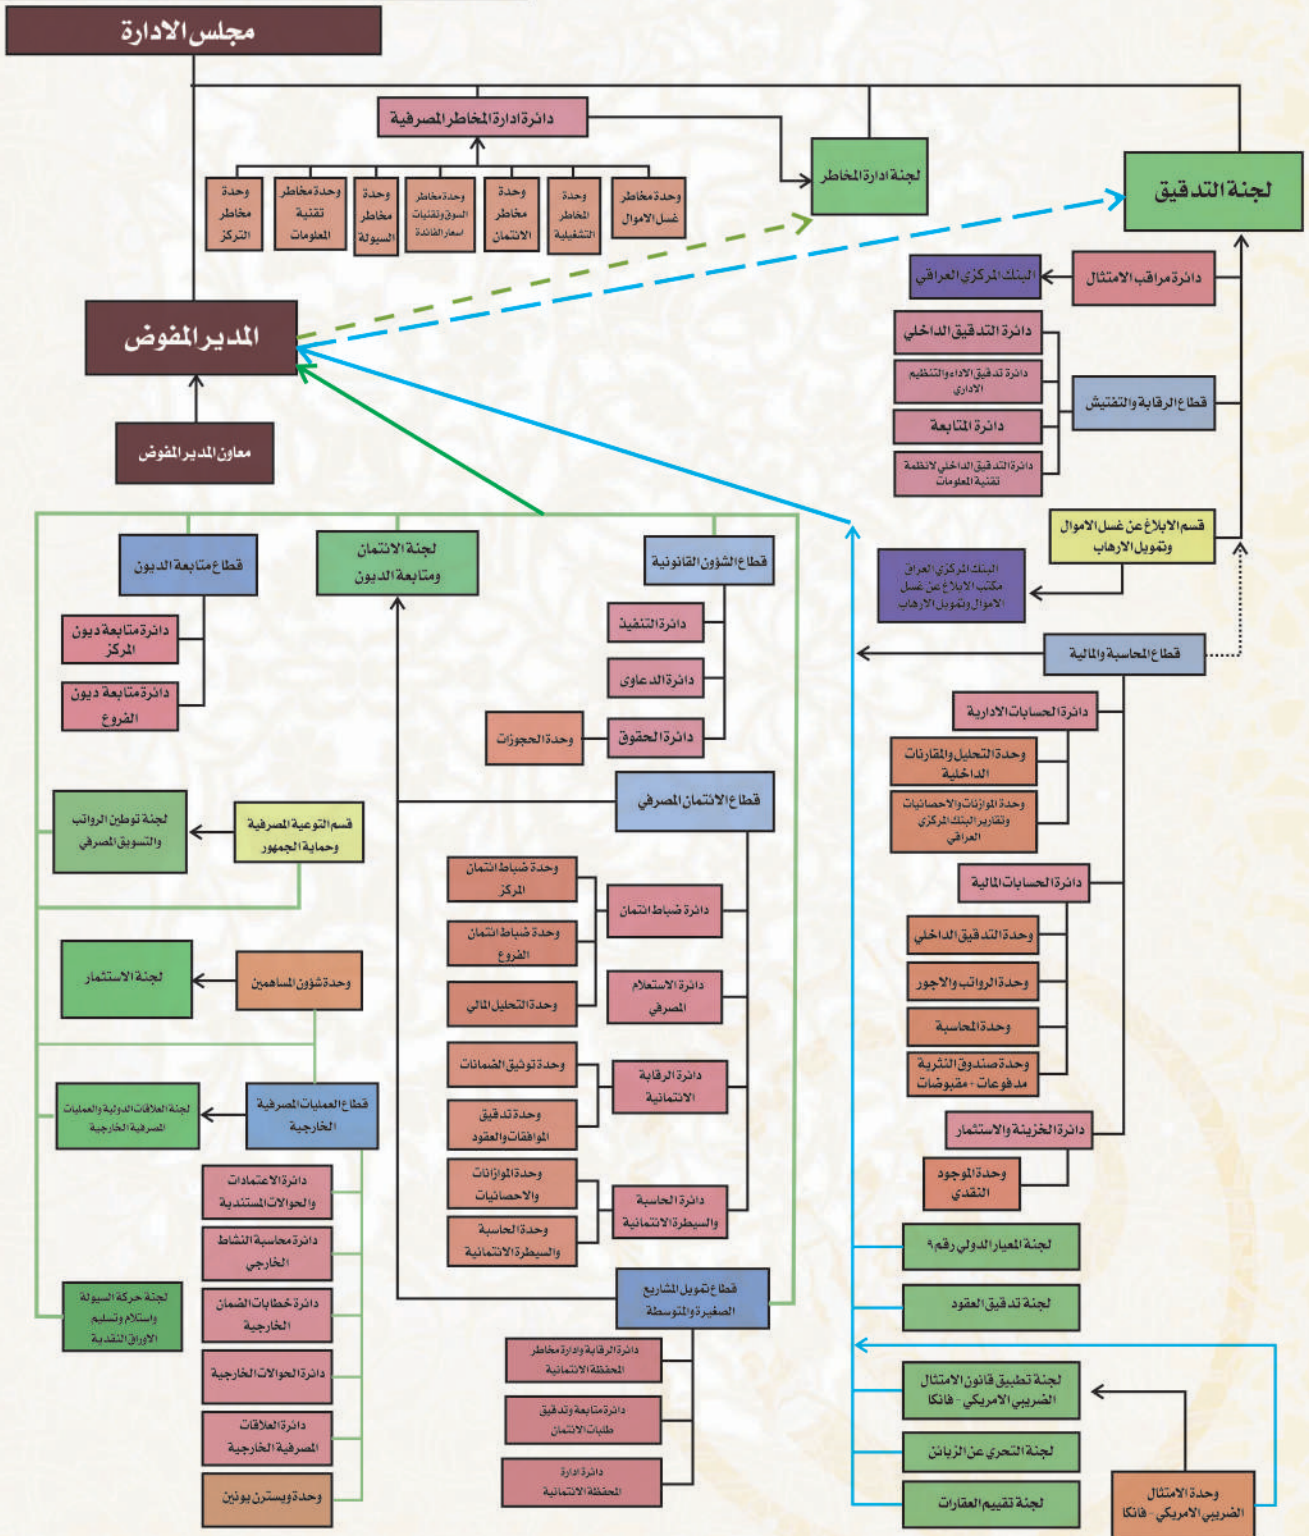 مجلس الادارة
دائرة ادارة المخاطر المصرفية
لجنة ادارة المخاطر
لجنة التدقيق
وحدة مخاطر
غسل الاموال
وحدة
المخاطر
التشغيلية
وحدة
مخاطر
الائتمان
وحدة مخاطر
السوق وتقنيات
اسعار الفائدة
وحدة
مخاطر
السيولة
وحدة مخاطر
تقنية
المعلومات
وحدة
مخاطر
التركز
المدير المفوض
معاون المدير المفوض
دائرة مراقب الامتثال
البنك المركزي العراقي
قطاع الرقابة والتفتيش
دائرة التدقيق الداخلي
دائرة تدقيق الاداء والتنظيم
الاداري
دائرة المتابعة
دائرة التدقيق الداخلي لانظمة
تقنية المعلومات
قسم الابلاغ عن غسل الاموال
وتمويل الارهاب
البنك المركزي العراق
مكتب الابلاغ عن غسل
الاموال وتمويل الارهاب
قطاع المحاسبة والمالية
دائرة الحسابات الادارية
وحدة التحليل والمقارنات
الداخلية
وحدة الموازنات والاحصائيات
وتقارير البنك المركزي
العراقي
دائرة الحسابات المالية
وحدة التدقيق الداخلي
وحدة الرواتب والاجور
وحدة المحاسبة
وحدة صندوق النثرية
مدفوعات + مقبوضات
دائرة الخزينة والاستثمار
وحدة الموجود
النقدي
لجنة المعيار الدولي رقم ٩
لجنة تدقيق العقود
لجنة تطبيق قانون الامتثال
الضريبي الامريكي - فاتكا
لجنة التحري عن الزبائن
لجنة تقييم العقارات
وحدة الامتثال
الضريبي الامريكي - فاتكا
قطاع الشؤون القانونية
دائرة التنفيذ
دائرة الدعاوى
دائرة الحقوق
وحدة الحجوزات
لجنة الائتمان
ومتابعة الديون
قطاع متابعة الديون
دائرة متابعة ديون
المركز
دائرة متابعة ديون
الفروع
قطاع الائتمان المصرفي
دائرة ضباط ائتمان
وحدة ضباط ائتمان
المركز
وحدة ضباط ائتمان
الفروع
وحدة التحليل المالي
دائرة الاستعلام
المصرفي
دائرة الرقابة
الائتمانية
وحدة توثيق الضمانات
وحدة تدقيق
الموافقات والعقود
دائرة الحاسبة
والسيطرة الائتمانية
وحدة الموازنات
والاحصائيات
وحدة الحاسبة
والسيطرة الائتمانية
قطاع تمويل المشاريع
الصغيرة والمتوسطة
دائرة الرقابة وادارة مخاطر
المحفظة الائتمانية
دائرة متابعة وتدقيق
طلبات الائتمان
دائرة ادارة
المحفظة الائتمانية
قسم التوعية المصرفية
وحماية الجمهور
لجنة توطين الرواتب
والتسويق المصرفي
وحدة شؤون المساهمين
لجنة الاستثمار
قطاع العمليات المصرفية
الخارجية
لجنة العلاقات الدولية والعمليات
المصرفية الخارجية
دائرة الاعتمادات
والحوالات المستندية
دائرة محاسبة النشاط
الخارجي
دائرة خطابات الضمان
الخارجية
دائرة الحوالات الخارجية
دائرة العلاقات
المصرفية الخارجية
وحدة ويسترن يونين
لجنة حركة السيولة
واستلام وتسليم
الاوراق النقدية